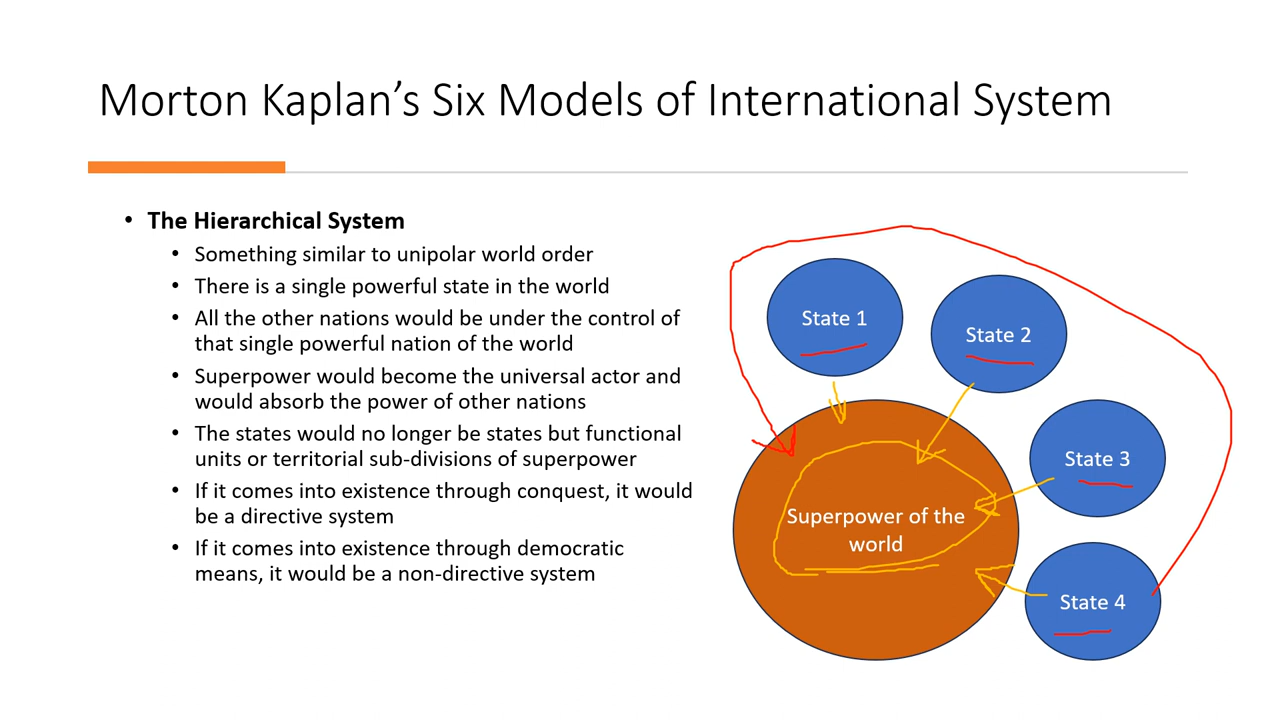 Morton Kaplan’s Six Models of International System
• The Hierarchical System
• Something similar to unipolar world order
• There is a single powerful state in the world
• All the other nations would be under the control of
that single powerful nation of the world
• Superpower would become the universal actor and
would absorb the power of other nations
• The states would no longer be states but functional
units or territorial sub-divisions of superpower
• If it comes into existence through conquest, it would
be a directive system
• If it comes into existence through democratic
means, it would be a non-directive system
State 1
State 2
State 3
Superpower of the
world
State 4